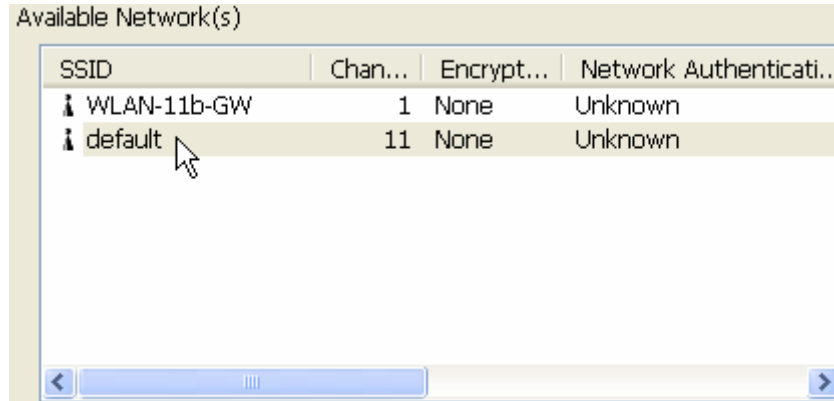 Available Network(s)
SSID Chan... Encrypt... Network Authenticati...
WLAN-11b-GW 1 None Unknown
default 11 None Unknown